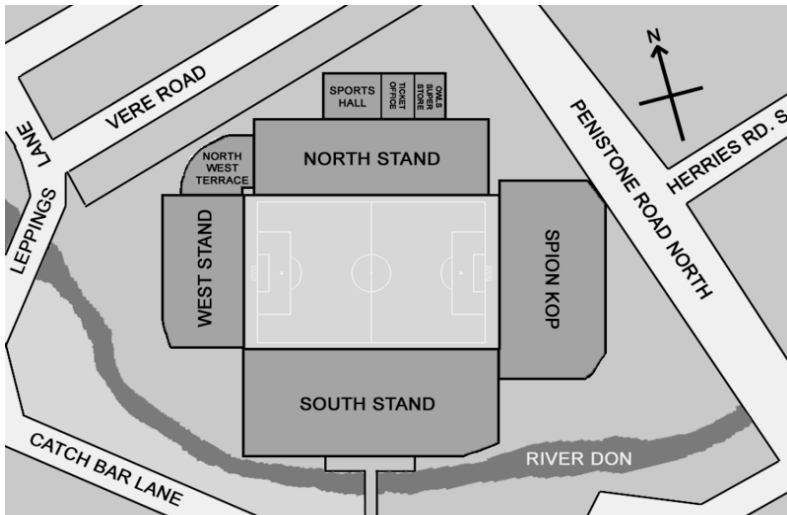 VERE ROAD
LEPPINGS LANE
SPORTS
HALL
TICKET
OFFICE
OWLS
SUPER
STORE
N
PENISTONE ROAD NORTH
HERRIES RD. S
NORTH
WEST
TERRACE
NORTH STAND
WEST STAND
SPION KOP
SOUTH STAND
CATCH BAR LANE
RIVER DON